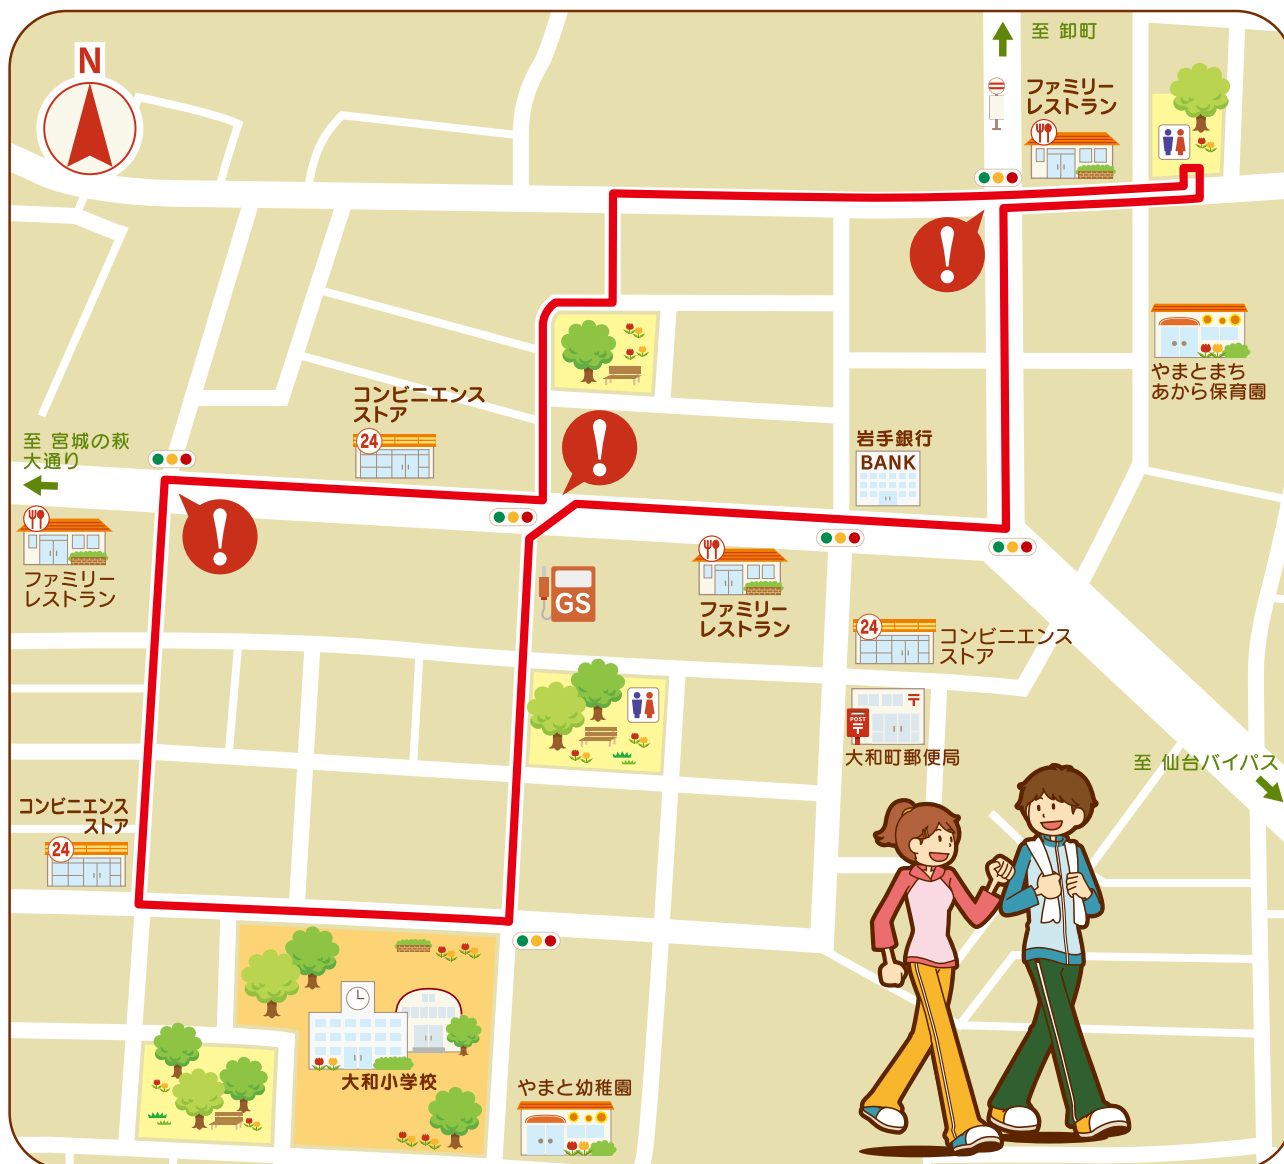 N
至 卸町
ファミリー
レストラン
やまとまち
あから保育園
コンビニエンス
ストア
24
至 宮城の萩
大通り
岩手銀行
BANK
ファミリー
レストラン
GS
ファミリー
レストラン
24
コンビニエンス
ストア
POST
〒
〒
大和町郵便局
至 仙台バイパス
コンビニエンス
ストア
24
大和小学校
やまと幼稚園